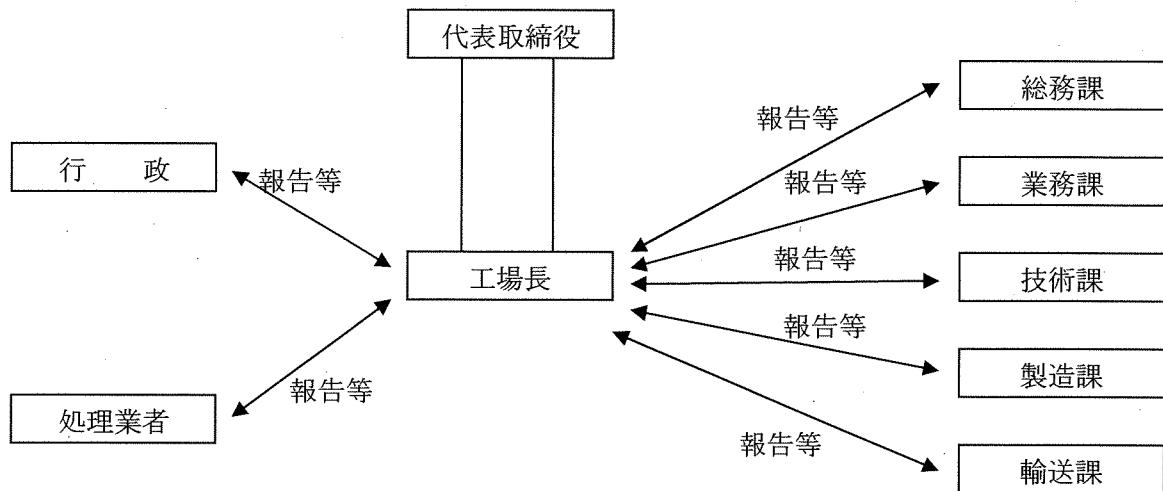 代表取締役
総務課
報告等
行　　政
報告等
報告等
業務課
工場長
報告等
技術課
報告等
製造課
報告等
処理業者
報告等
輸送課